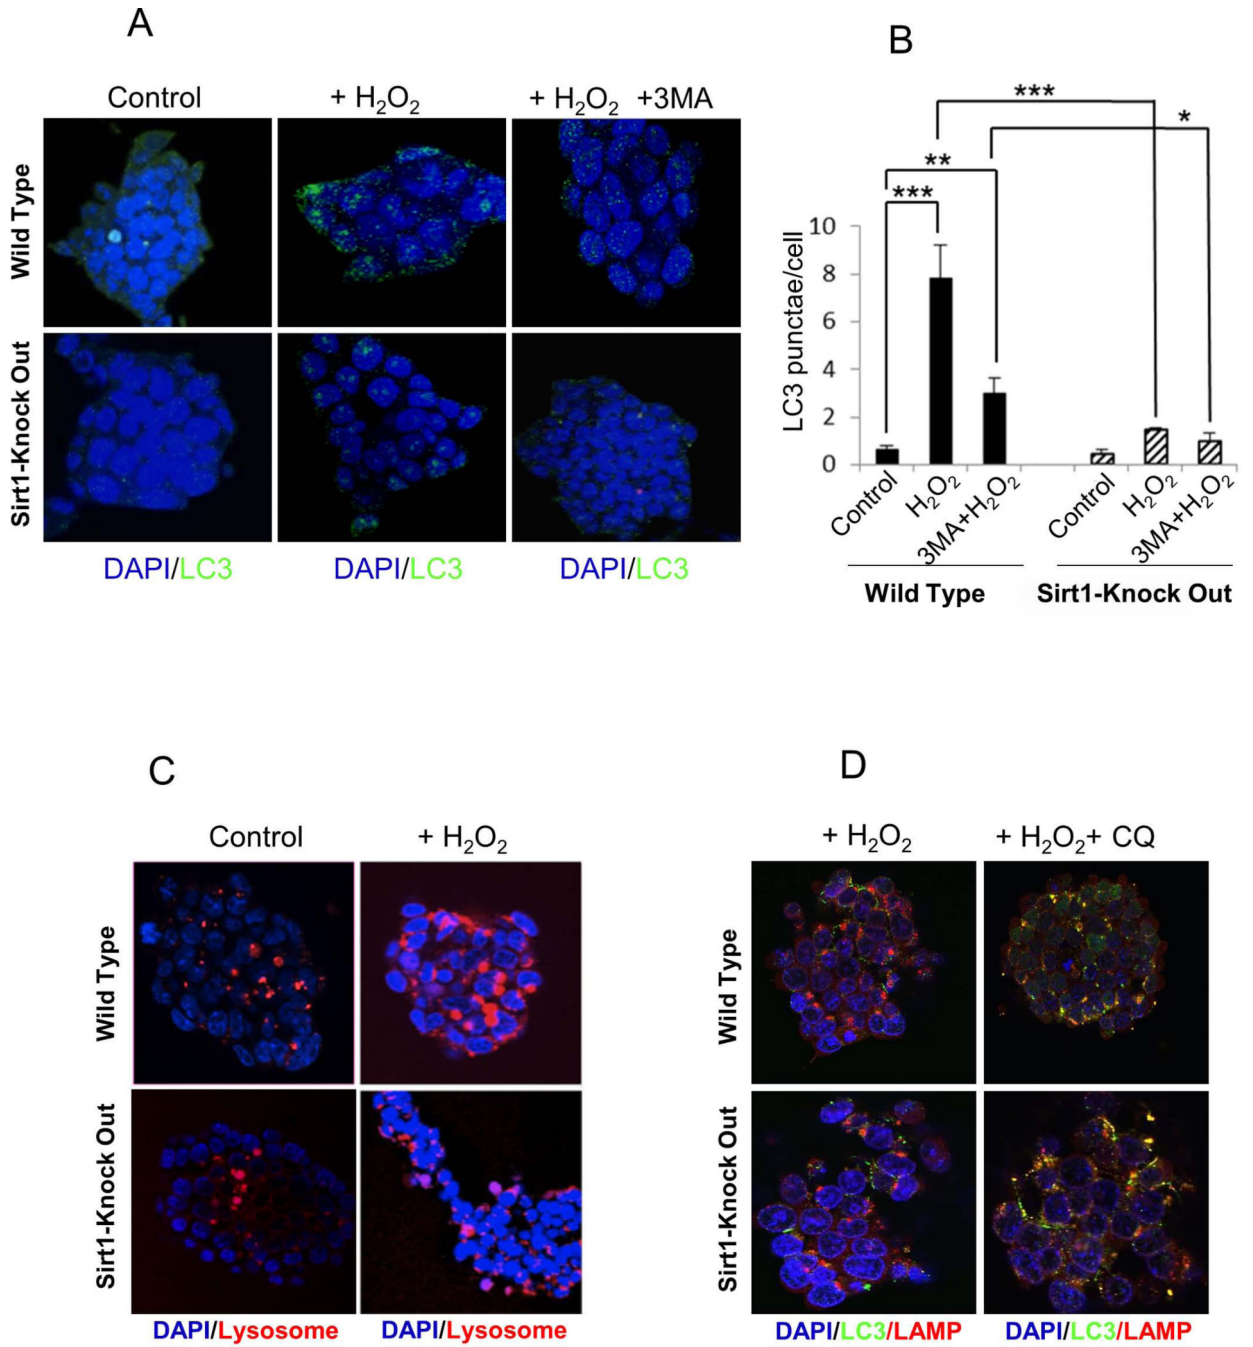 A
Control
+ H₂O₂
+ H₂O₂ +3MA
Wild Type
Sirt1-Knock Out
DAPI/LC3
DAPI/LC3
DAPI/LC3
B
***
*
**
***
LC3 punctae/cell
10
8
6
4
2
0
Control
H₂O₂
3MA+H₂O₂
Control
H₂O₂
3MA+H₂O₂
Wild Type
Sirt1-Knock Out
C
Control
+ H₂O₂
Wild Type
Sirt1-Knock Out
DAPI/Lysosome
DAPI/Lysosome
D
+ H₂O₂
+ H₂O₂+ CQ
Wild Type
Sirt1-Knock Out
DAPI/LC3/LAMP
DAPI/LC3/LAMP